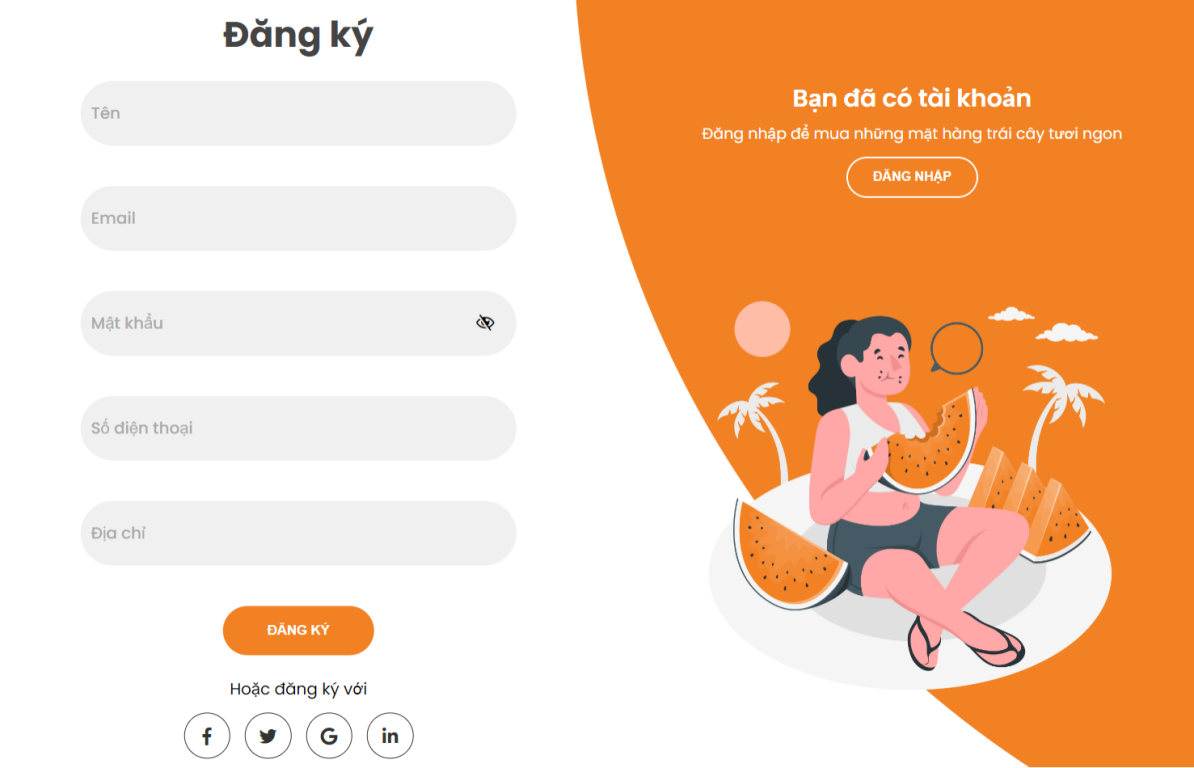 Đăng ký
Tên
Email
Mật khẩu
Số điện thoại
Địa chỉ
ĐĂNG KÝ
Hoặc đăng ký với
Bạn đã có tài khoản
Đăng nhập để mua những mặt hàng trái cây tươi ngon
ĐĂNG NHẬP